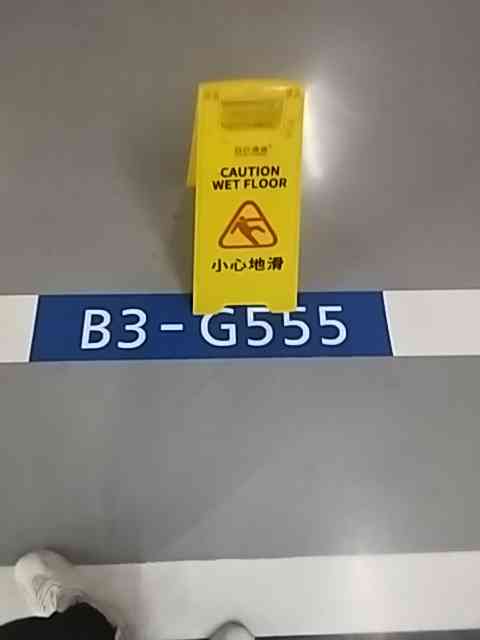 CAUTION
WET FLOOR
小心地滑
B3-G555